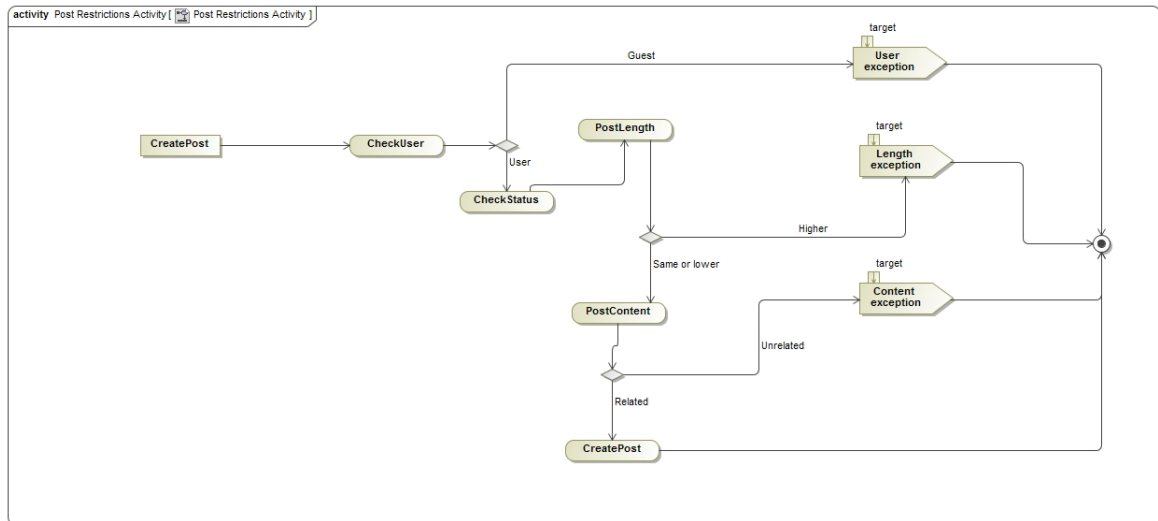 activity Post Restrictions Activity [ Post Restrictions Activity ]
target
Guest
User
exception
PostLength
target
CreatePost
CheckUser
Length
exception
User
CheckStatus
Higher
Same or lower
target
Content
exception
PostContent
Unrelated
Related
CreatePost